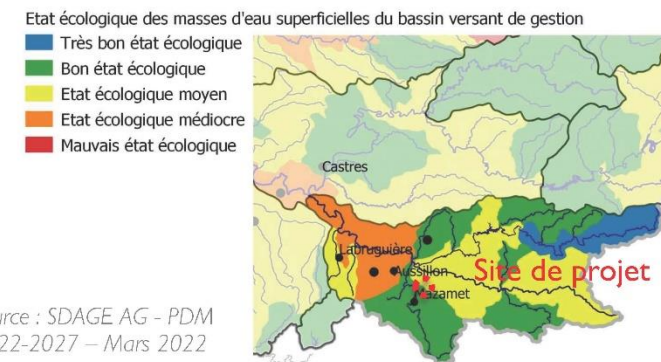 Etat écologique des masses d'eau superficielles du bassin versant de gestion
Très bon état écologique
Bon état écologique
Etat écologique moyen
Etat écologique médiocre
Mauvais état écologique
Castres
Labruguière
Aussillon
Site de projet
azamet
urce : SDAGE AG - PDM
22-2027 – Mars 2022